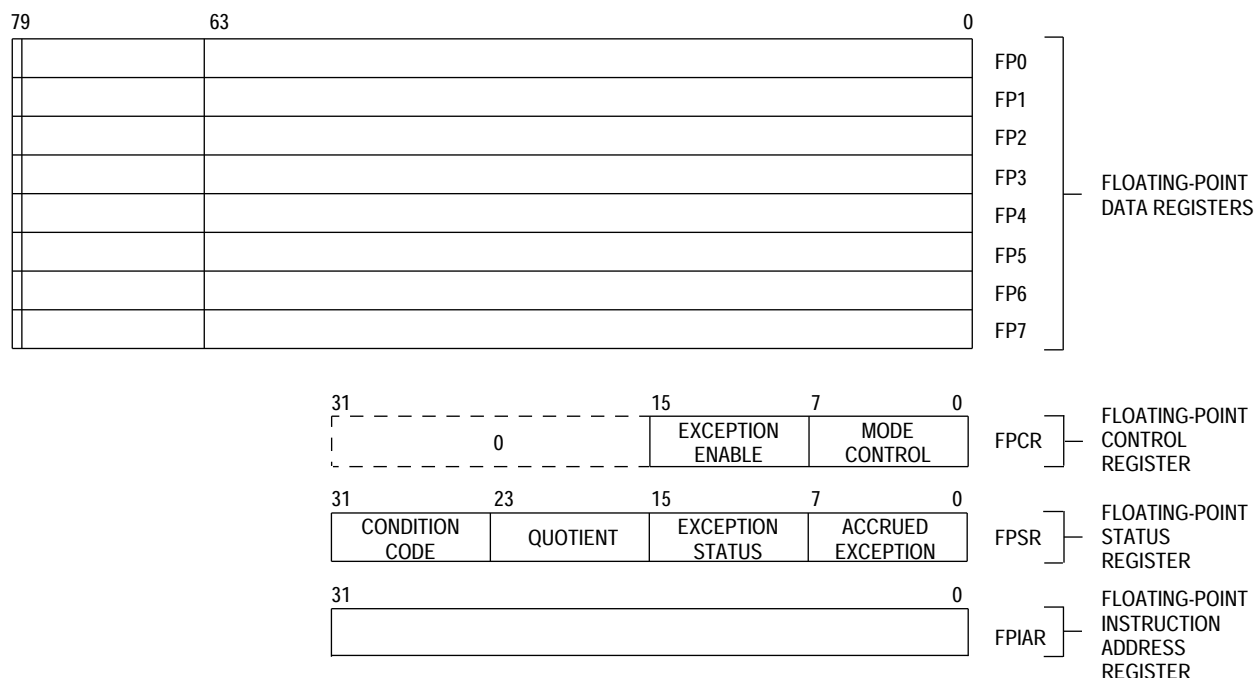 79 63 0
FP0
FP1
FP2
FP3
FP4
FP5
FP6
FP7
FLOATING-POINT
DATA REGISTERS
31 15 7 0
0
EXCEPTION
ENABLE
MODE
CONTROL
FPCR
FLOATING-POINT
CONTROL
REGISTER
31 23 15 7 0
CONDITION
CODE
QUOTIENT
EXCEPTION
STATUS
ACCRUED
EXCEPTION
FPSR
FLOATING-POINT
STATUS
REGISTER
31 0
FPIAR
FLOATING-POINT
INSTRUCTION
ADDRESS
REGISTER